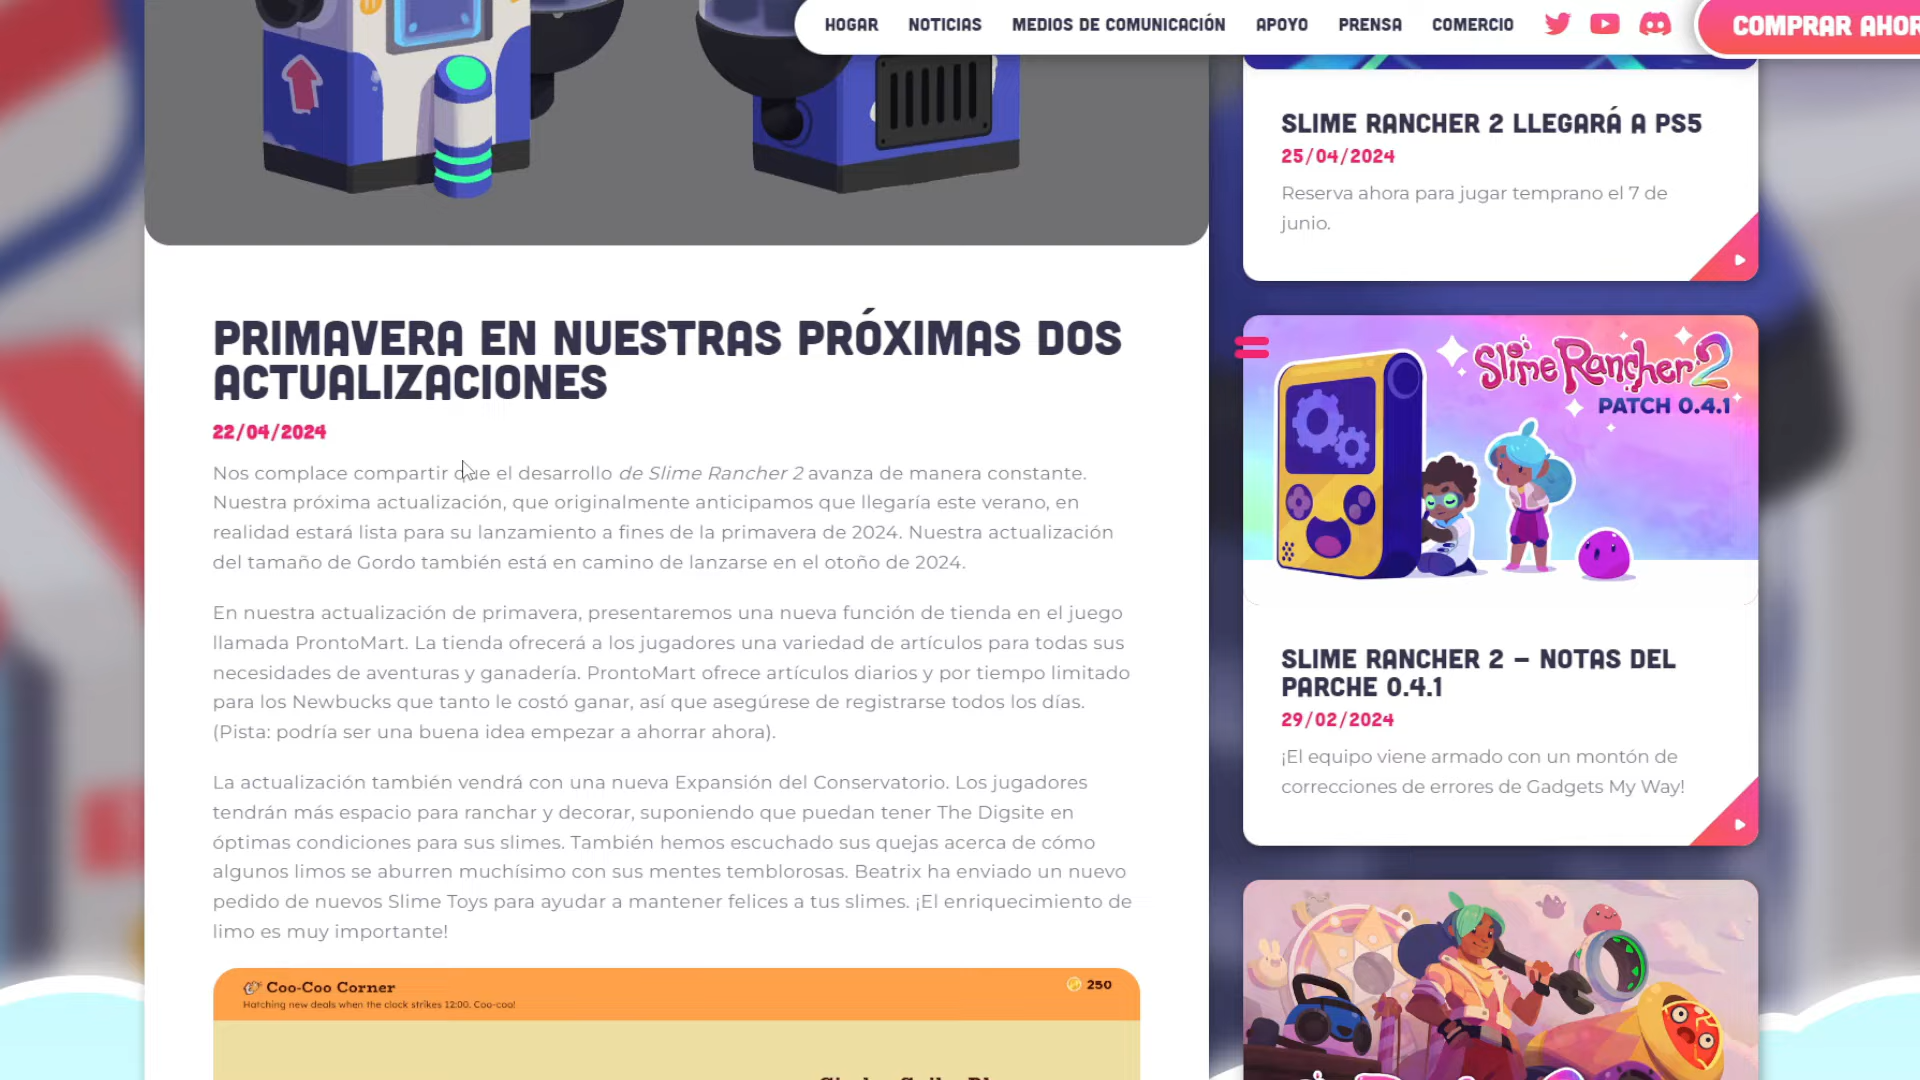 HOGAR NOTICIAS MEDIOS DE COMUNICACIÓN APOYO PRENSA COMERCIO COMPRAR AHOR
PRIMAVERA EN NUESTRAS PRÓXIMAS DOS
ACTUALIZACIONES
22/04/2024
Nos complace compartir que el desarrollo de Slime Rancher 2 avanza de manera constante.
Nuestra próxima actualización, que originalmente anticipamos que llegaría este verano, en
realidad estará lista para su lanzamiento a fines de la primavera de 2024. Nuestra actualización
del tamaño de Gordo también está en camino de lanzarse en el otoño de 2024.
En nuestra actualización de primavera, presentaremos una nueva función de tienda en el juego
llamada ProntoMart. La tienda ofrecerá a los jugadores una variedad de artículos para todas sus
necesidades de aventuras y ganadería. ProntoMart ofrece artículos diarios y por tiempo limitado
para los Newbucks que tanto le costó ganar, así que asegúrese de registrarse todos los días.
(Pista: podría ser una buena idea empezar a ahorrar ahora).
La actualización también vendrá con una nueva Expansión del Conservatorio. Los jugadores
tendrán más espacio para ranchar y decorar, suponiendo que puedan tener The Digsite en
óptimas condiciones para sus slimes. También hemos escuchado sus quejas acerca de cómo
algunos limos se aburren muchísimo con sus mentes temblorosas. Beatrix ha enviado un nuevo
pedido de nuevos Slime Toys para ayudar a mantener felices a tus slimes. ¡El enriquecimiento de
limo es muy importante!
Coo-Coo Corner 250
Hatching new deals when the clock strikes 12:00. Coo-coo!
SLIME RANCHER 2 LLEGARÁ A PS5
25/04/2024
Reserva ahora para jugar temprano el 7 de
junio.
Slime Rancher 2
PATCH 0.4.1
SLIME RANCHER 2 – NOTAS DEL
PARCHE 0.4.1
29/02/2024
¡El equipo viene armado con un montón de
correcciones de errores de Gadgets My Way!